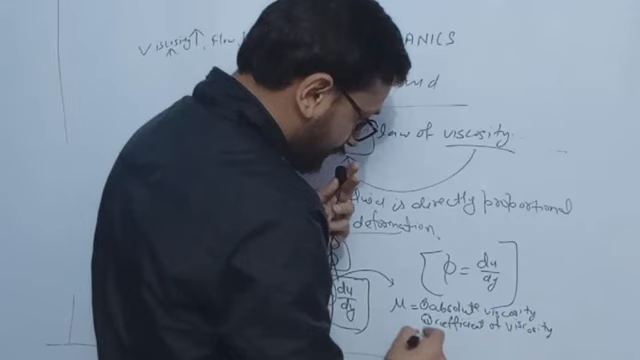 Viscosity↑, flow
ANICS
law of viscosity.
is directly proportional
deformation.
[ϕ = du/dy]
du/dy
μ = ①absolute viscosity
②coefficient of viscosity